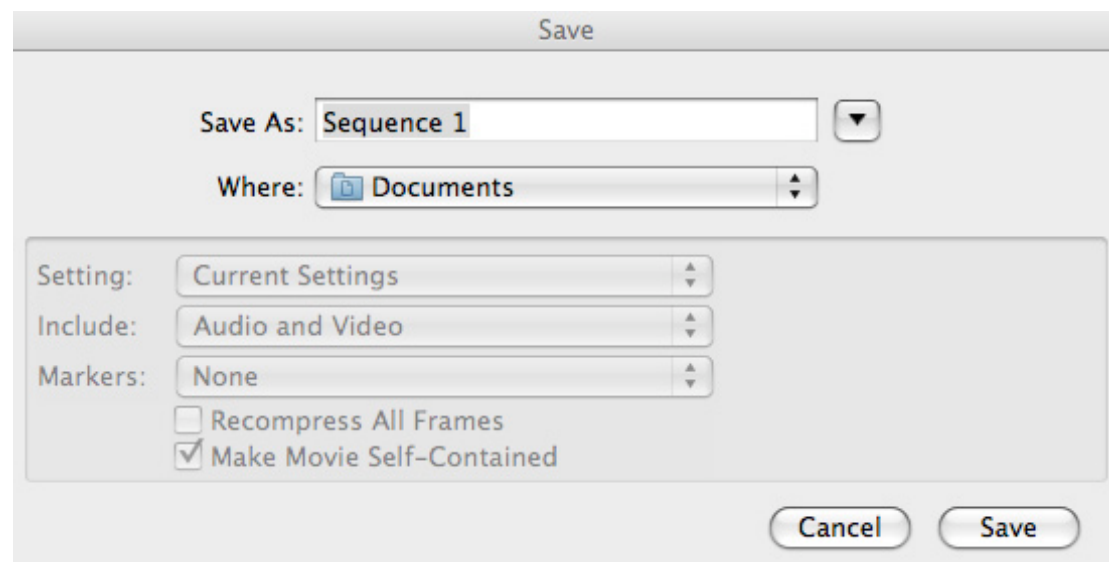 Save
Save As: Sequence 1
Where: Documents
Setting: Current Settings
Include: Audio and Video
Markers: None
Recompress All Frames
Make Movie Self-Contained
Cancel Save